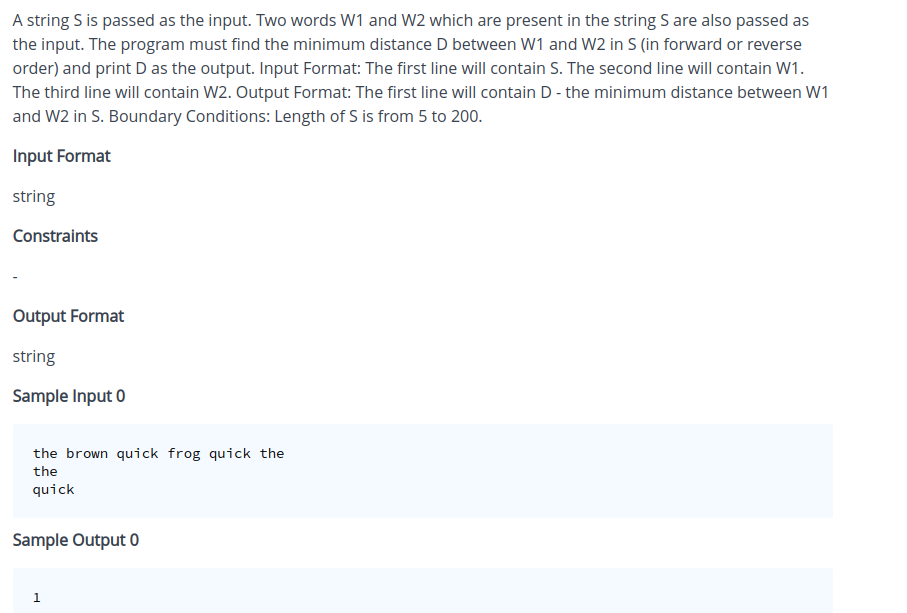 A string S is passed as the input. Two words W1 and W2 which are present in the string S are also passed as
the input. The program must find the minimum distance D between W1 and W2 in S (in forward or reverse
order) and print D as the output. Input Format: The first line will contain S. The second line will contain W1.
The third line will contain W2. Output Format: The first line will contain D - the minimum distance between W1
and W2 in S. Boundary Conditions: Length of S is from 5 to 200.
Input Format
string
Constraints
-
Output Format
string
Sample Input 0
the brown quick frog quick the
the
quick
Sample Output 0
1